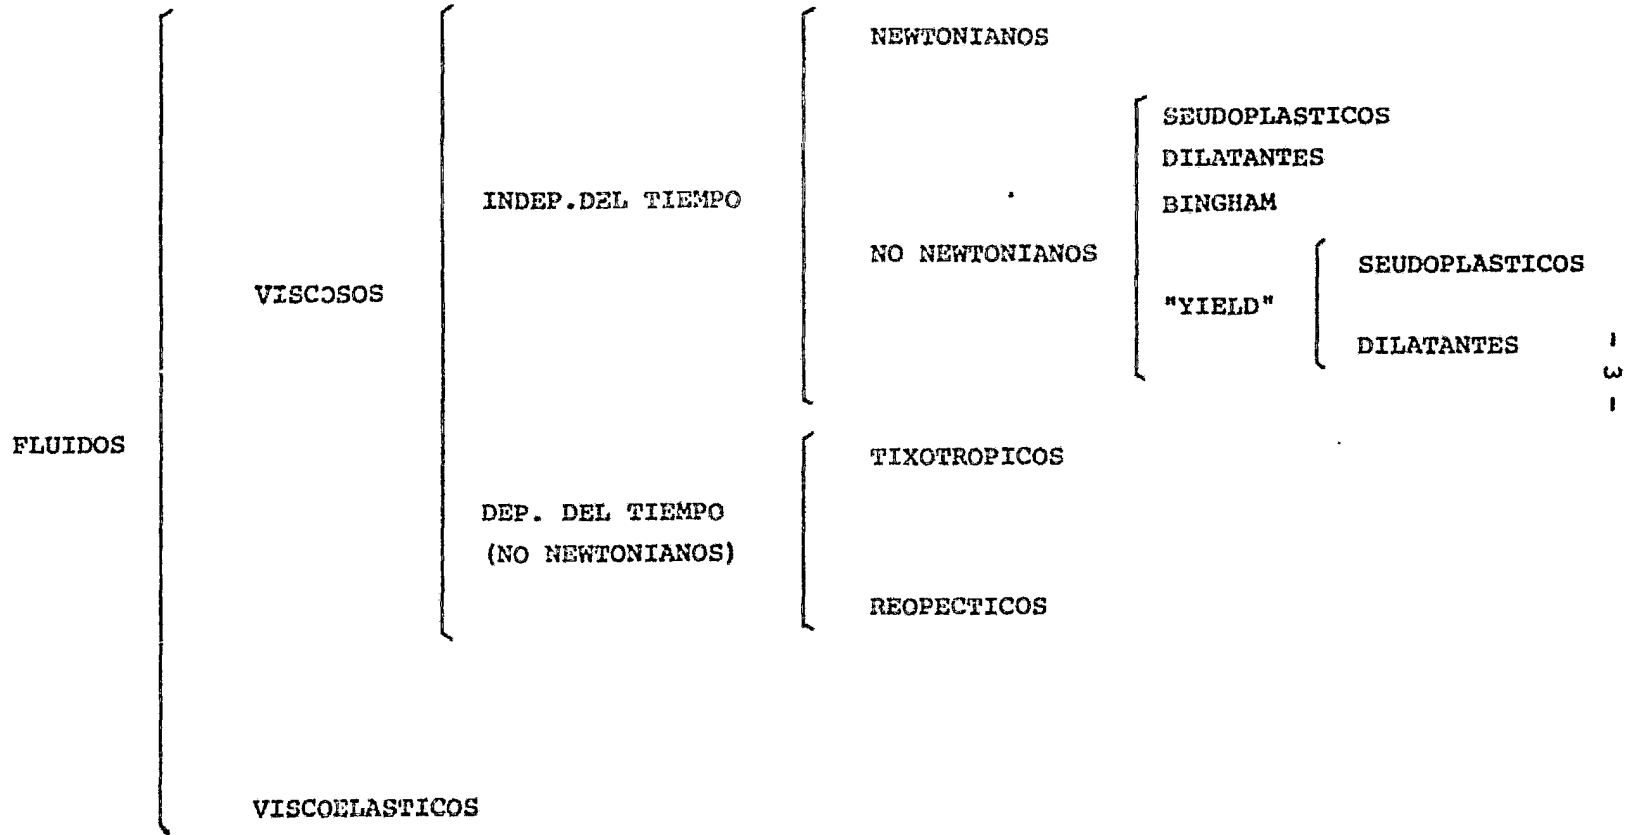 FLUIDOS
VISCOSOS
INDEP.DEL TIEMPO
NEWTONIANOS
NO NEWTONIANOS
SEUDOPLASTICOS
DILATANTES
BINGHAM
"YIELD"
SEUDOPLASTICOS
DILATANTES
DEP. DEL TIEMPO
(NO NEWTONIANOS)
TIXOTROPICOS
REOPECTICOS
VISCOELASTICOS
- 3 -